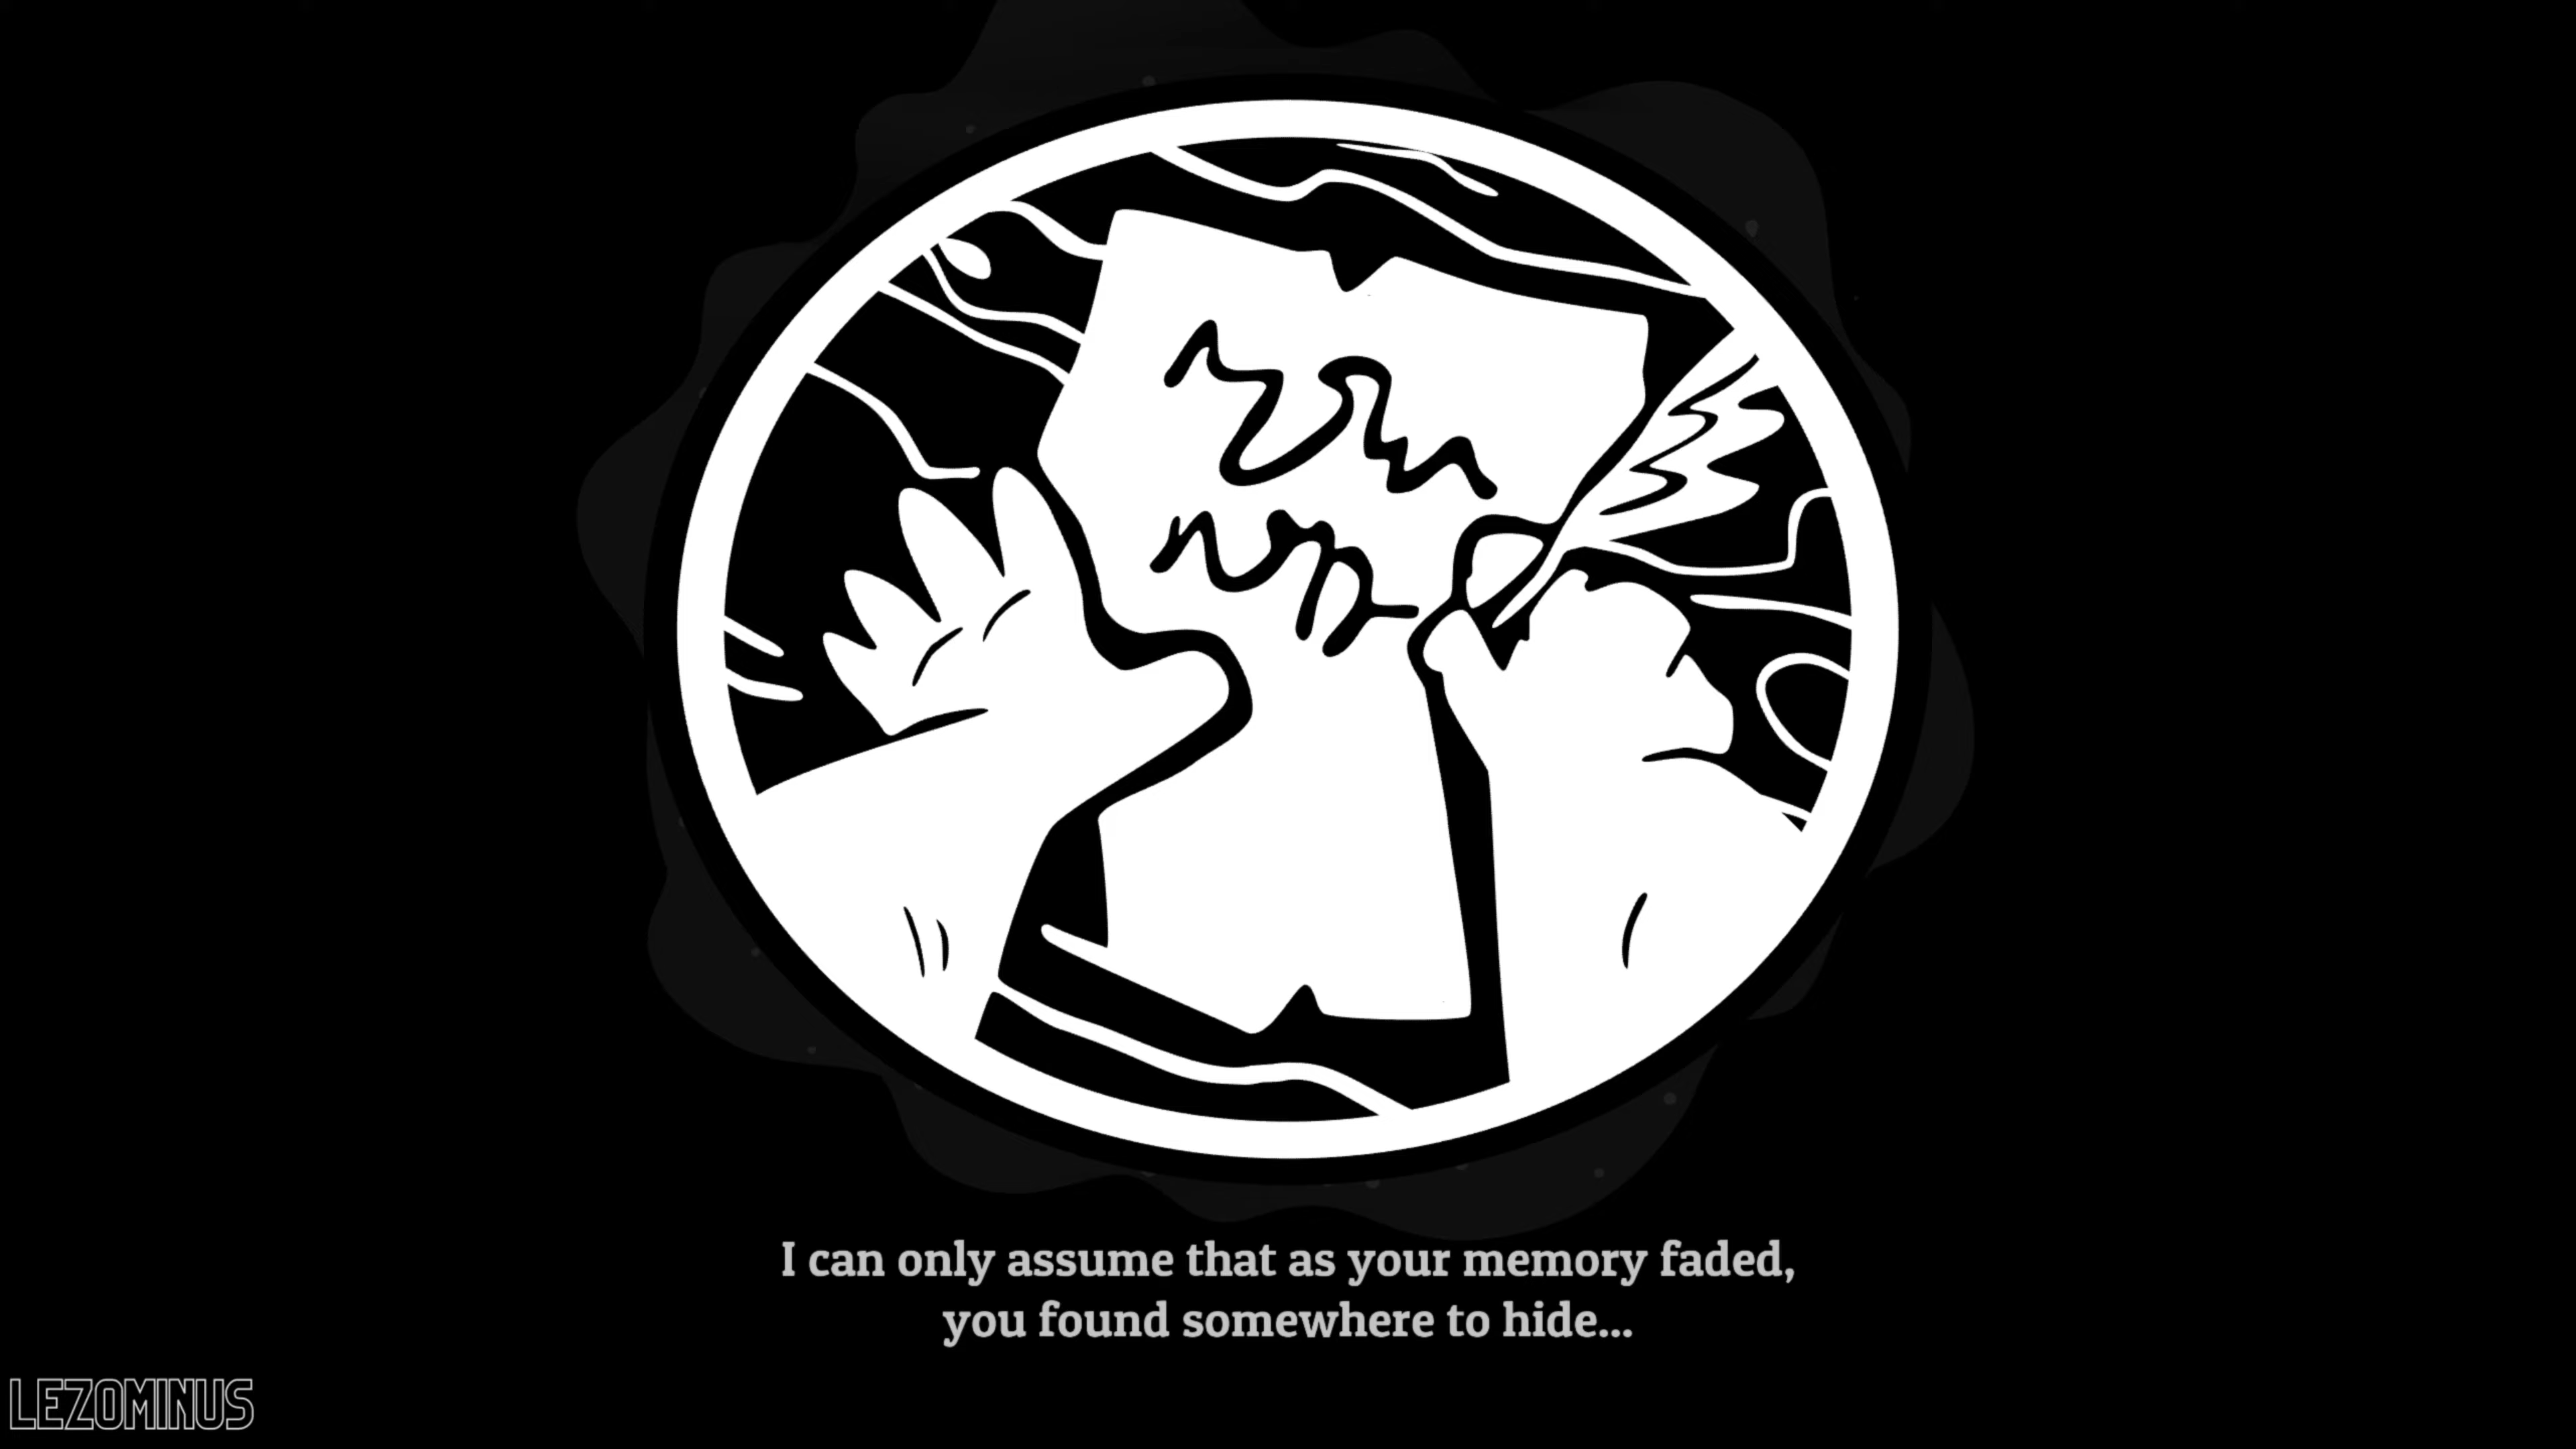 I can only assume that as your memory faded,
you found somewhere to hide...
LEZOMINUS